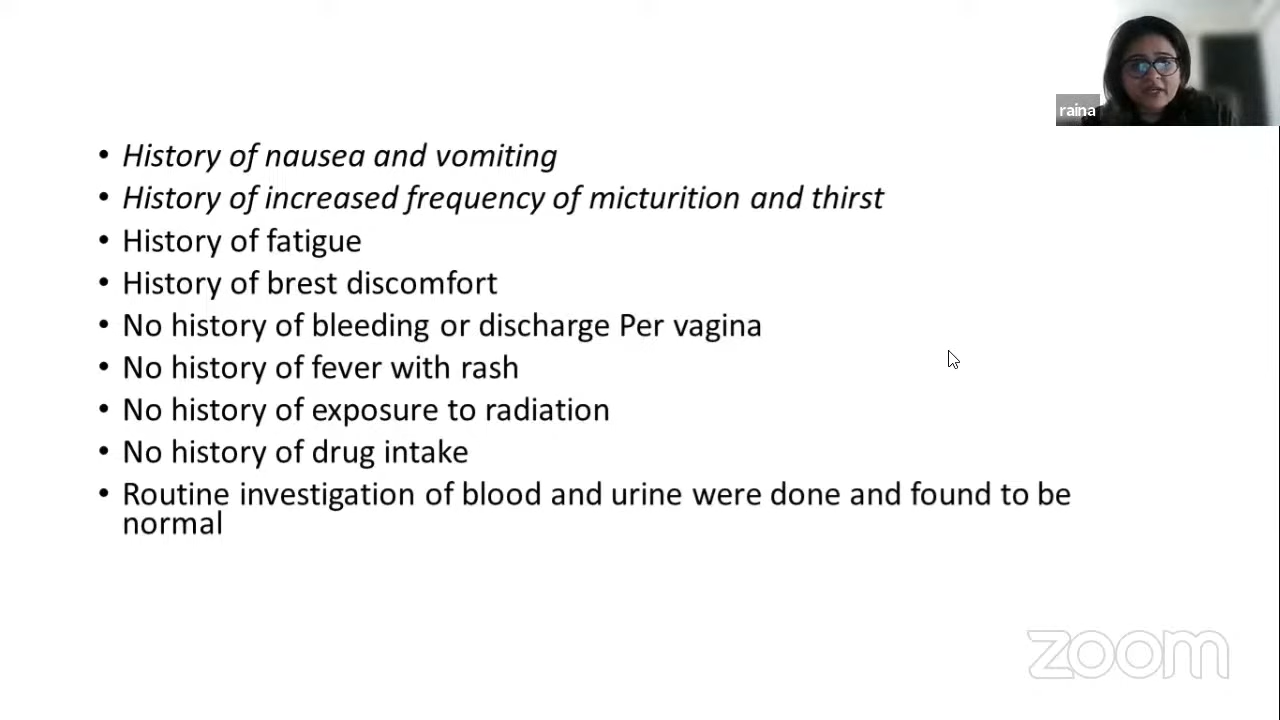 raina
• History of nausea and vomiting
• History of increased frequency of micturition and thirst
• History of fatigue
• History of brest discomfort
• No history of bleeding or discharge Per vagina
• No history of fever with rash
• No history of exposure to radiation
• No history of drug intake
• Routine investigation of blood and urine were done and found to be
normal
zoom